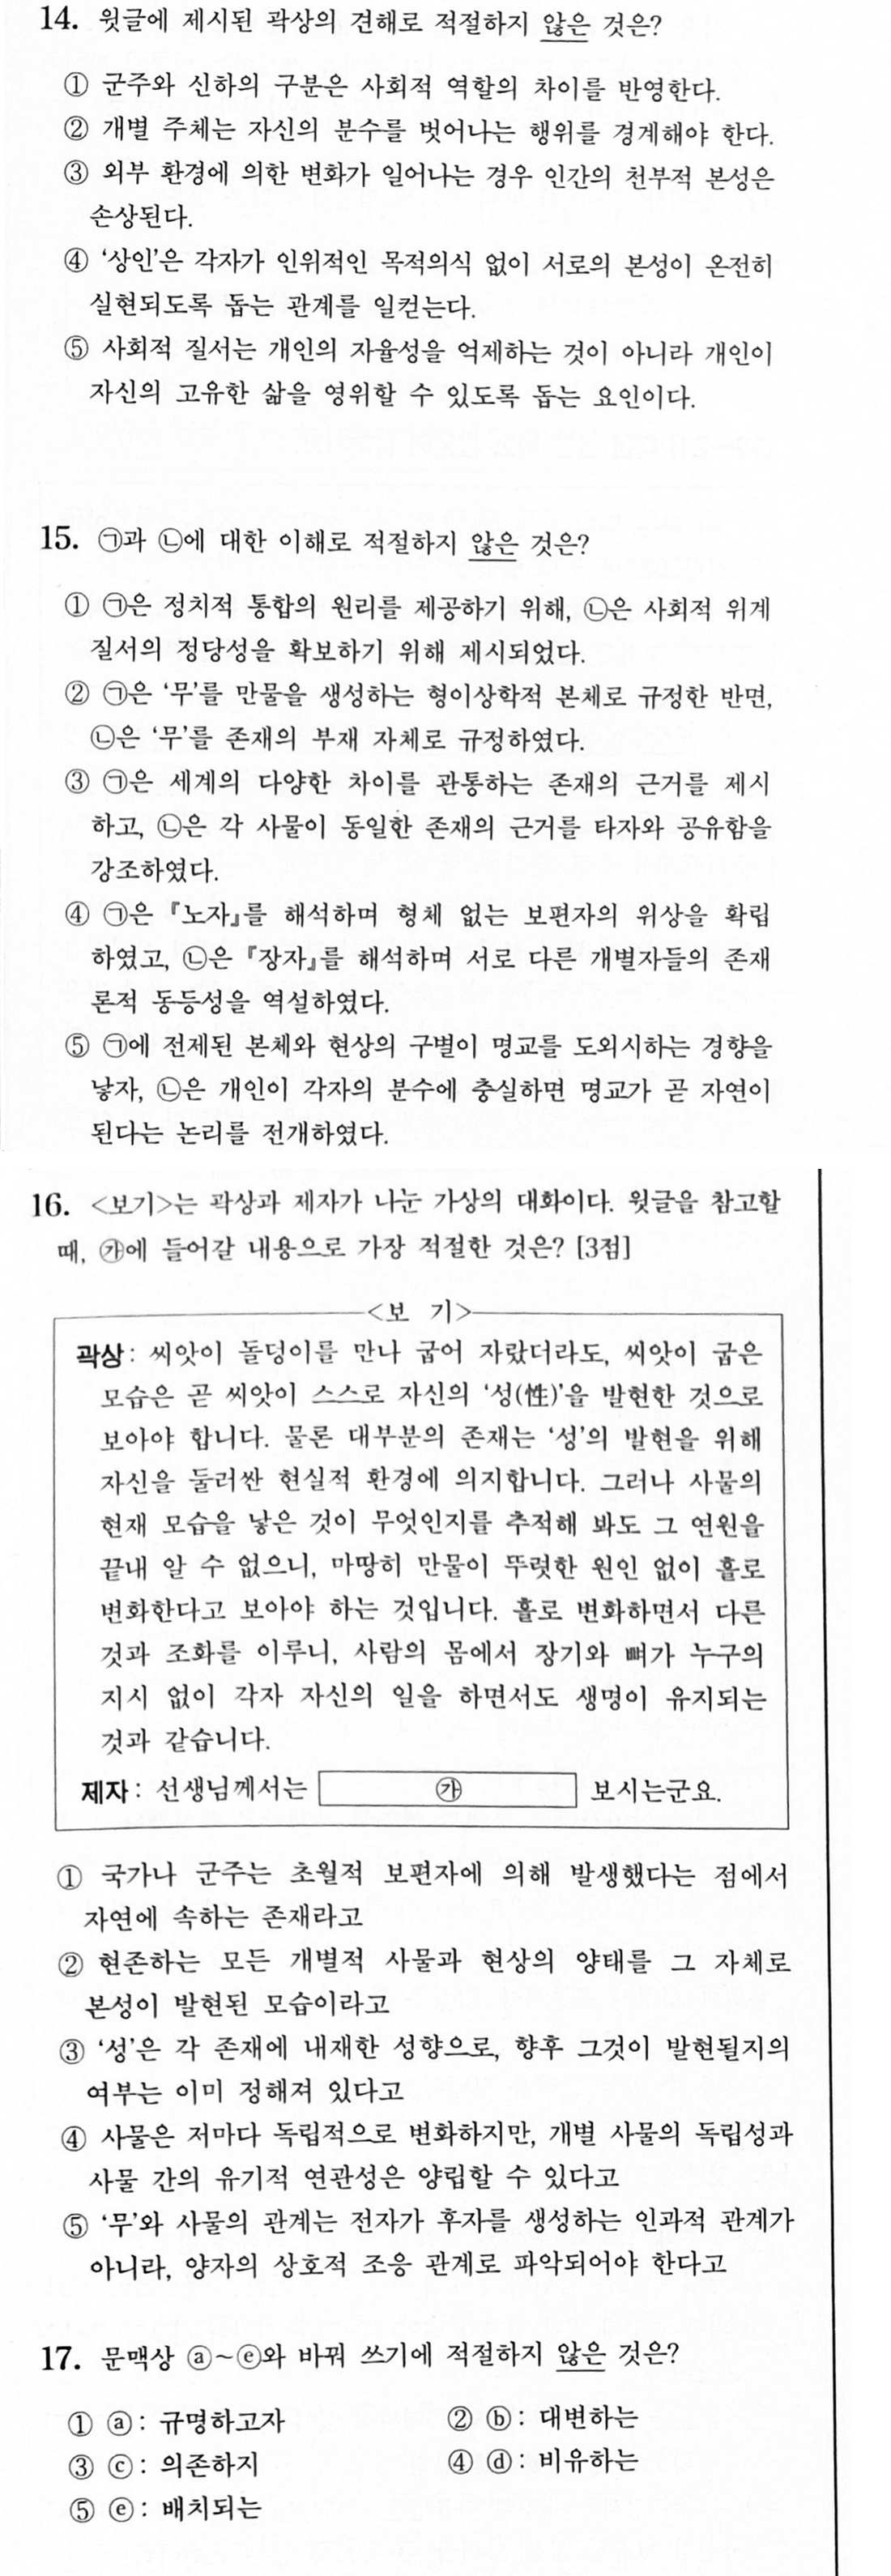 14. 윗글에 제시된 곽상의 견해로 적절하지 않은 것은?
① 군주와 신하의 구분은 사회적 역할의 차이를 반영한다.
② 개별 주체는 자신의 분수를 벗어나는 행위를 경계해야 한다.
③ 외부 환경에 의한 변화가 일어나는 경우 인간의 천부적 본성은
손상된다.
④ ‘상인’은 각자가 인위적인 목적의식 없이 서로의 본성이 온전히
실현되도록 돕는 관계를 일컫는다.
⑤ 사회적 질서는 개인의 자율성을 억제하는 것이 아니라 개인이
자신의 고유한 삶을 영위할 수 있도록 돕는 요인이다.
15. ㉠과 ㉡에 대한 이해로 적절하지 않은 것은?
① ㉠은 정치적 통합의 원리를 제공하기 위해, ㉡은 사회적 위계
질서의 정당성을 확보하기 위해 제시되었다.
② ㉠은 ‘무’를 만물을 생성하는 형이상학적 본체로 규정한 반면,
㉡은 ‘무’를 존재의 부재 자체로 규정하였다.
③ ㉠은 세계의 다양한 차이를 관통하는 존재의 근거를 제시
하고, ㉡은 각 사물이 동일한 존재의 근거를 타자와 공유함을
강조하였다.
④ ㉠은 『노자』를 해석하며 형체 없는 보편자의 위상을 확립
하였고, ㉡은 『장자』를 해석하며 서로 다른 개별자들의 존재
론적 동등성을 역설하였다.
⑤ ㉠에 전제된 본체와 현상의 구별이 명교를 도외시하는 경향을
낳자, ㉡은 개인이 각자의 분수에 충실하면 명교가 곧 자연이
된다는 논리를 전개하였다.
16. <보기>는 곽상과 제자가 나눈 가상의 대화이다. 윗글을 참고할
때, ㉮에 들어갈 내용으로 가장 적절한 것은? [3점]
<보 기>
곽상: 씨앗이 돌덩이를 만나 굽어 자랐더라도, 씨앗이 굽은
모습은 곧 씨앗이 스스로 자신의 ‘성(性)’을 발현한 것으로
보아야 합니다. 물론 대부분의 존재는 ‘성’의 발현을 위해
자신을 둘러싼 현실적 환경에 의지합니다. 그러나 사물의
현재 모습을 낳은 것이 무엇인지를 추적해 봐도 그 연원을
끝내 알 수 없으니, 마땅히 만물이 뚜렷한 원인 없이 홀로
변화한다고 보아야 하는 것입니다. 홀로 변화하면서 다른
것과 조화를 이루니, 사람의 몸에서 장기와 뼈가 누구의
지시 없이 각자 자신의 일을 하면서도 생명이 유지되는
것과 같습니다.
제자: 선생님께서는 ㉮ 보시는군요.
① 국가나 군주는 초월적 보편자에 의해 발생했다는 점에서
자연에 속하는 존재라고
② 현존하는 모든 개별적 사물과 현상의 양태를 그 자체로
본성이 발현된 모습이라고
③ ‘성’은 각 존재에 내재한 성향으로, 향후 그것이 발현될지의
여부는 이미 정해져 있다고
④ 사물은 저마다 독립적으로 변화하지만, 개별 사물의 독립성과
사물 간의 유기적 연관성은 양립할 수 있다고
⑤ ‘무’와 사물의 관계는 전자가 후자를 생성하는 인과적 관계가
아니라, 양자의 상호적 조응 관계로 파악되어야 한다고
17. 문맥상 ⓐ~ⓔ와 바꿔 쓰기에 적절하지 않은 것은?
① ⓐ: 규명하고자 ② ⓑ: 대변하는
③ ⓒ: 의존하지 ④ ⓓ: 비유하는
⑤ ⓔ: 배치되는